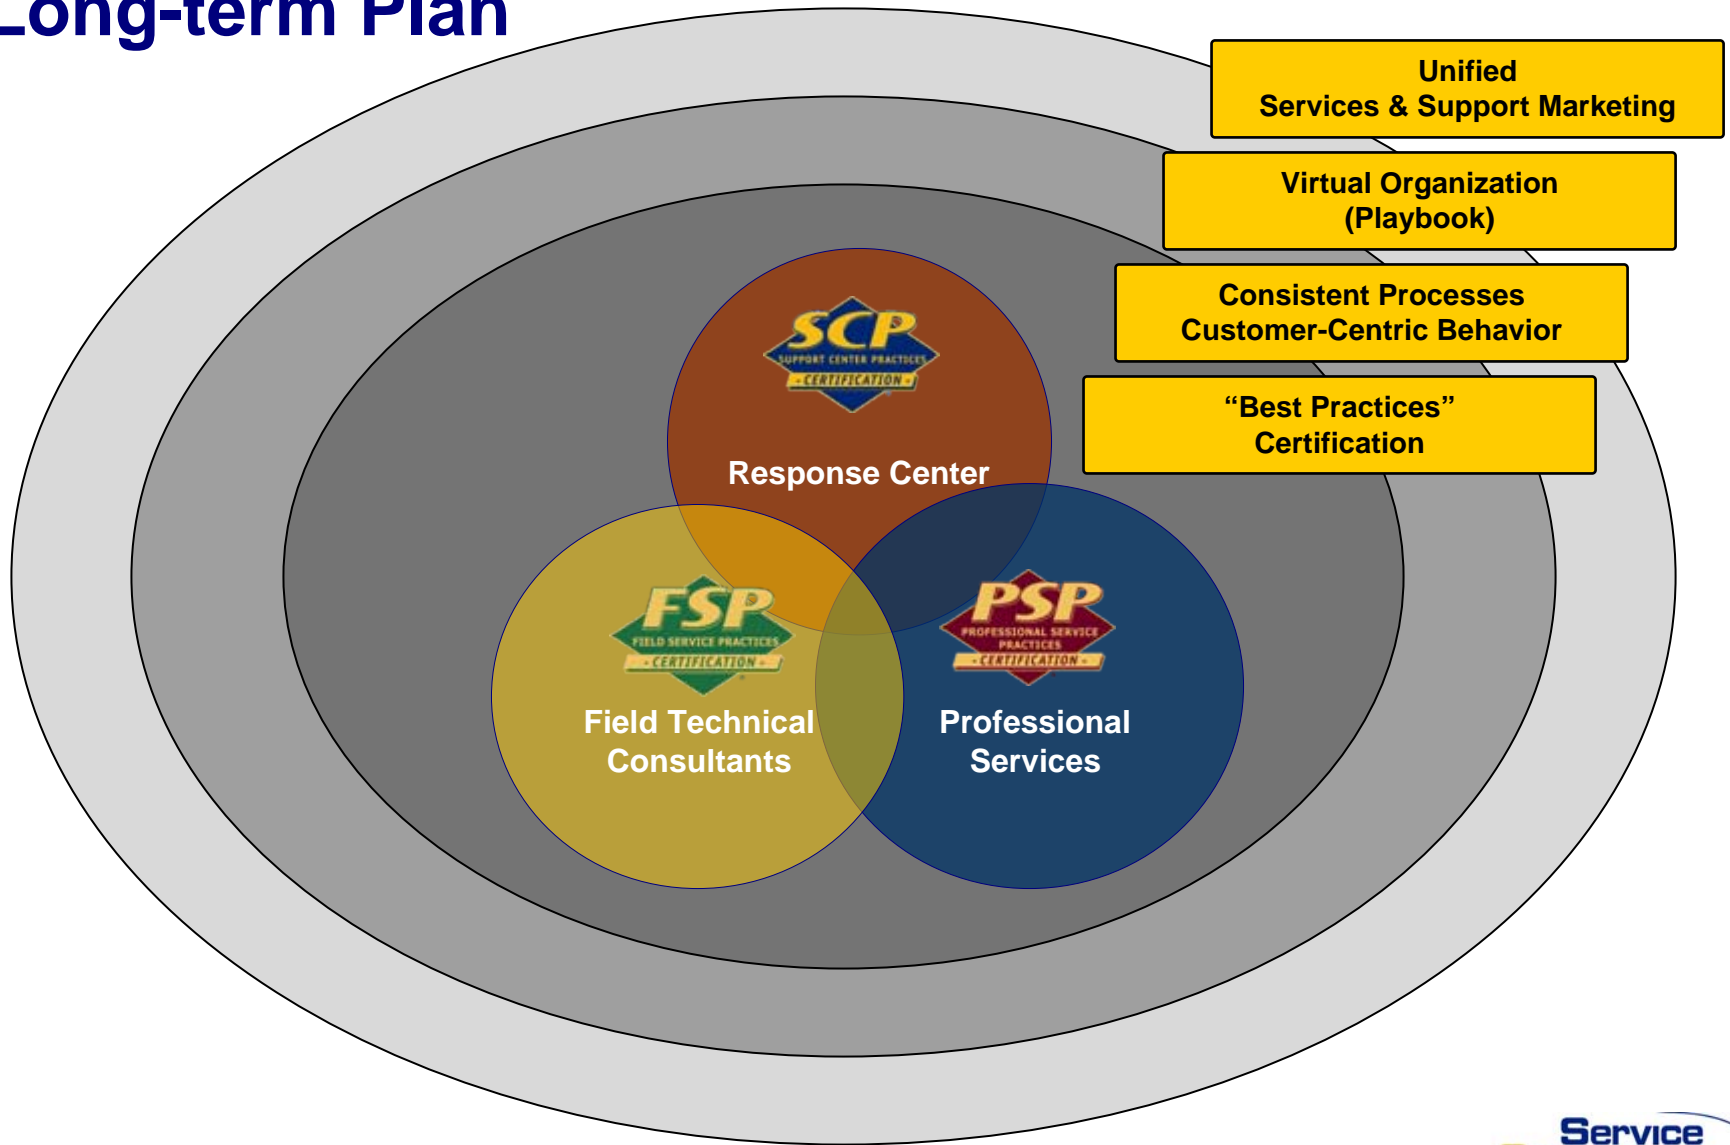 Long-term Plan
Unified
Services & Support Marketing
Virtual Organization
(Playbook)
Consistent Processes
Customer-Centric Behavior
“Best Practices”
Certification
SCP
SUPPORT CENTER PRACTICES
CERTIFICATION
Response Center
FSP
FIELD SERVICE PRACTICES
CERTIFICATION
Field Technical
Consultants
PSP
PROFESSIONAL SERVICE
PRACTICES
CERTIFICATION
Professional
Services
Service